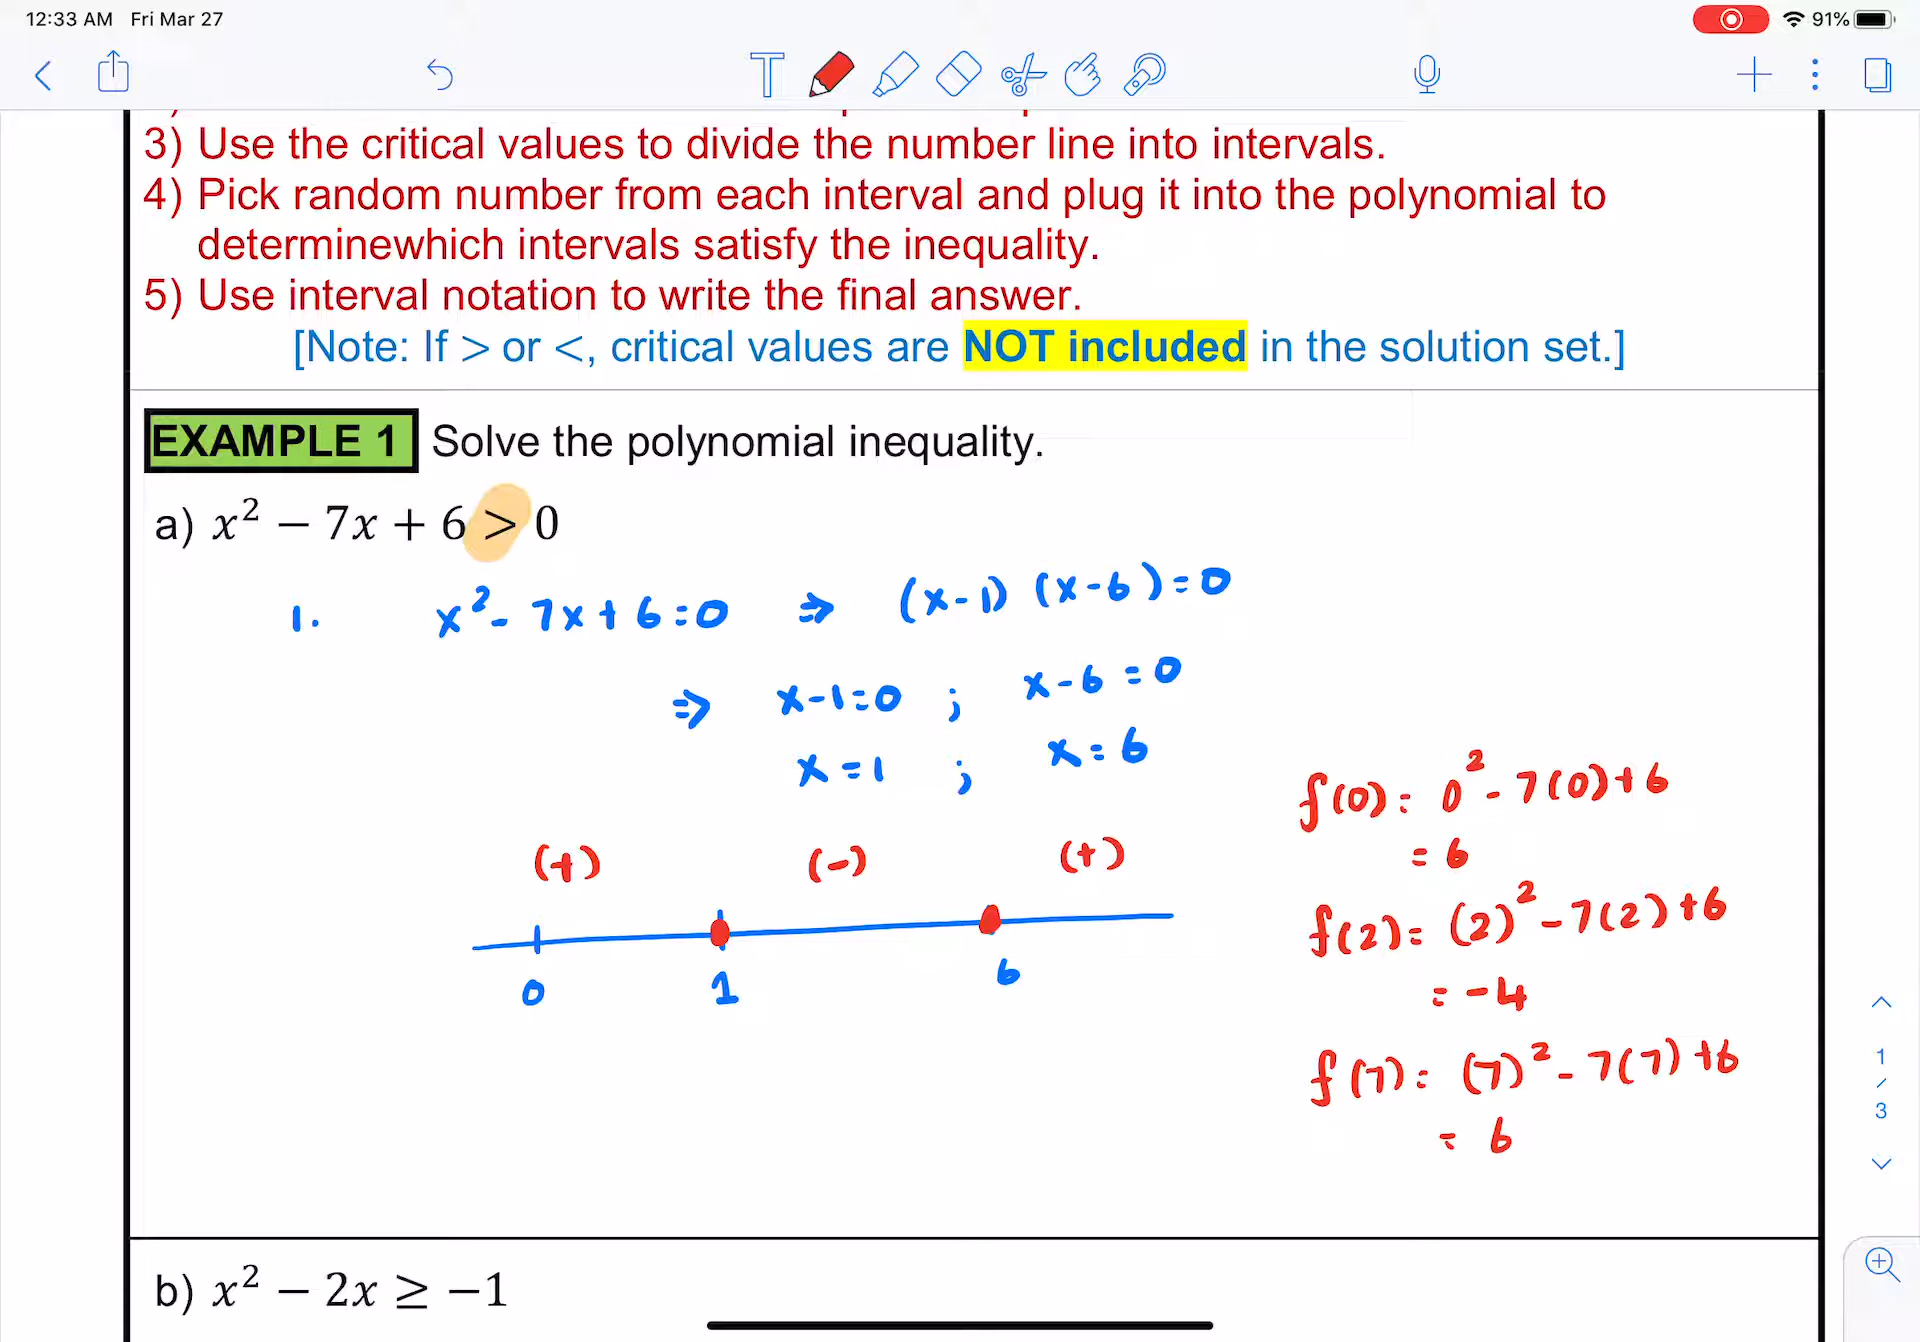 12:33 AM Fri Mar 27 91%
T
3) Use the critical values to divide the number line into intervals.
4) Pick random number from each interval and plug it into the polynomial to
determinewhich intervals satisfy the inequality.
5) Use interval notation to write the final answer.
[Note: If > or <, critical values are NOT included in the solution set.]
EXAMPLE 1 Solve the polynomial inequality.
a) x² − 7x + 6 > 0
1. x² - 7x + 6 = 0 ⇒ (x-1) (x-6) = 0
⇒ x-1=0 ; x-6=0
x=1 ; x=6
f(0) = 0² - 7(0)+6
= 6
(+) (-) (+)
f(2) = (2)² - 7(2)+6
= -4
0 1 6
f(7) = (7)² - 7(7)+6
= 6
1
/
3
b) x² − 2x ≥ −1